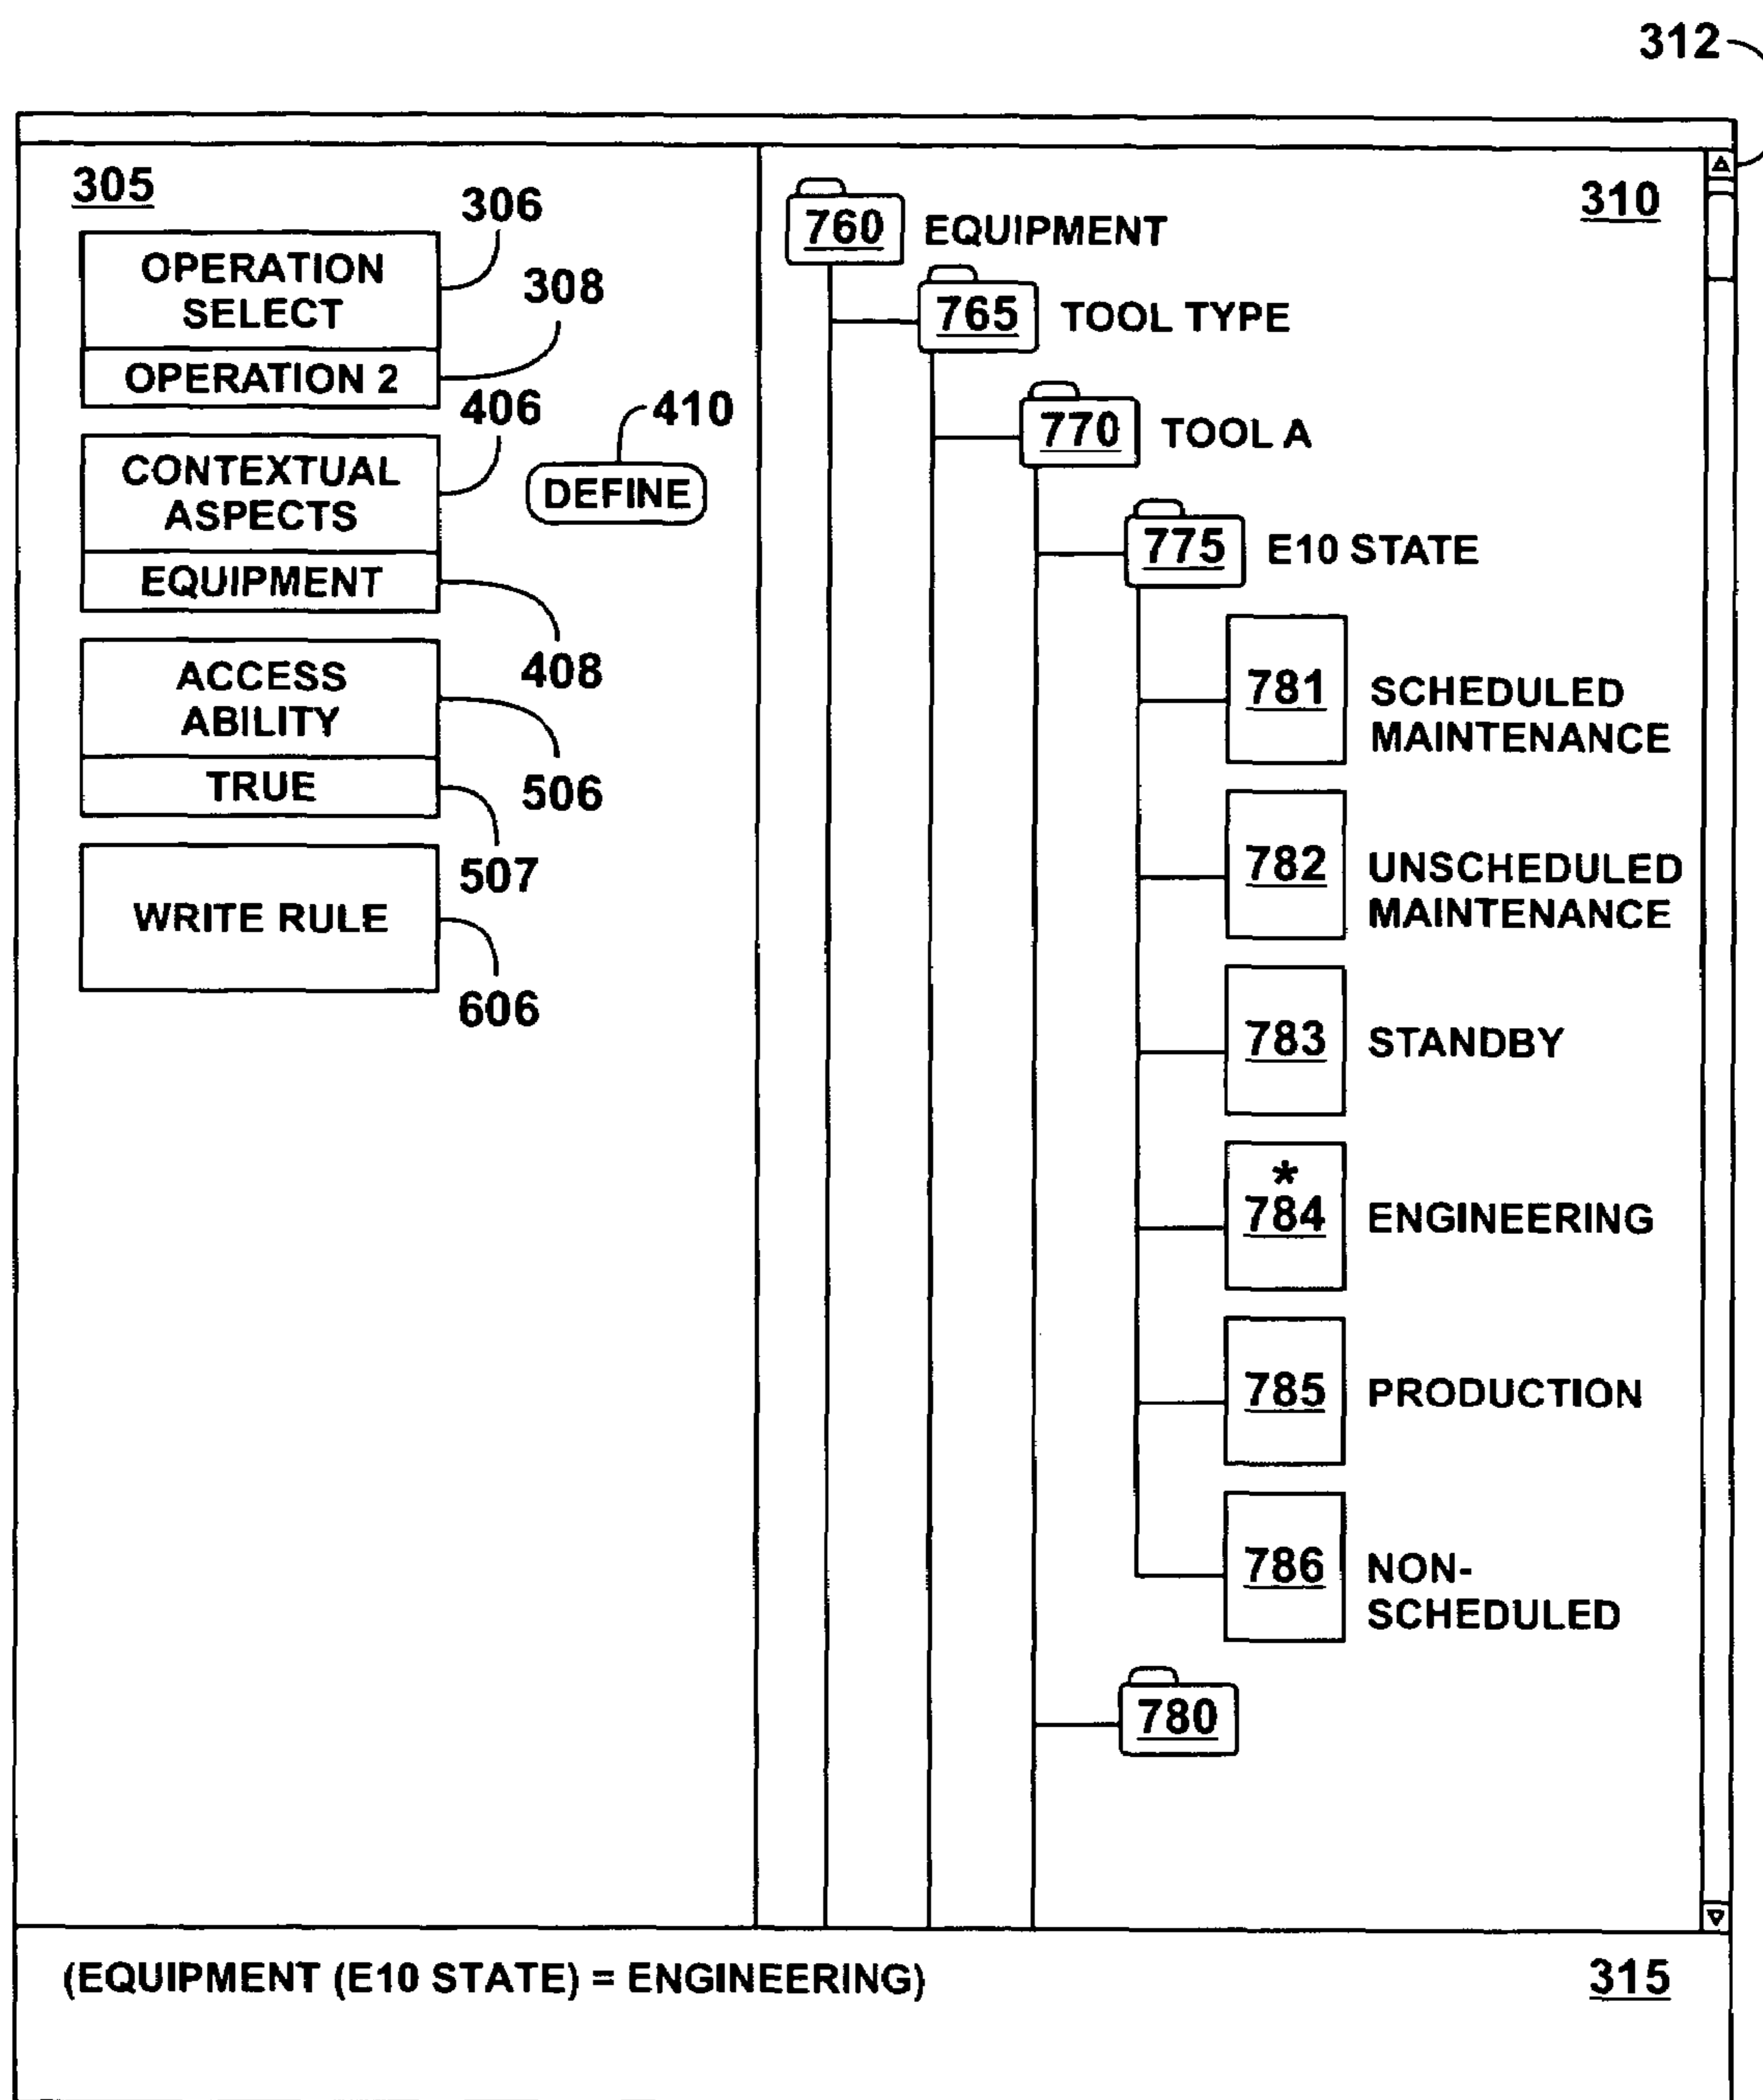 312
305
306
OPERATION
SELECT
308
OPERATION 2
406
410
CONTEXTUAL
ASPECTS
DEFINE
EQUIPMENT
408
ACCESS
ABILITY
506
TRUE
507
WRITE RULE
606
310
760 EQUIPMENT
765 TOOL TYPE
770 TOOL A
775 E10 STATE
781 SCHEDULED
MAINTENANCE
782 UNSCHEDULED
MAINTENANCE
783 STANDBY
*
784 ENGINEERING
785 PRODUCTION
786 NON-
SCHEDULED
780
(EQUIPMENT (E10 STATE) = ENGINEERING)
315